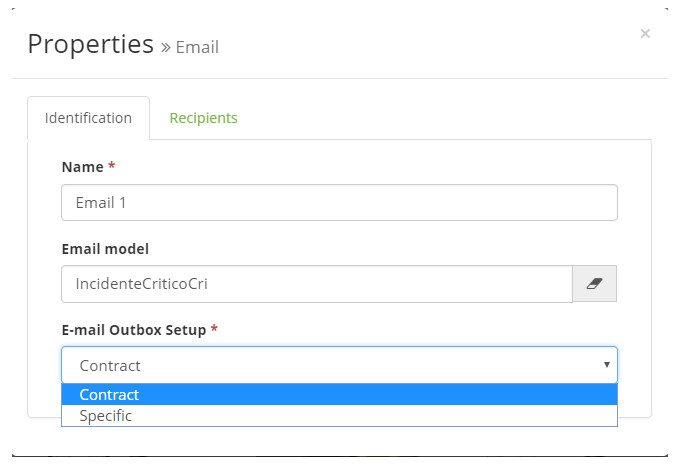 Properties » Email
×
Identification
Recipients
Name *
Email 1
Email model
IncidenteCriticoCri
E-mail Outbox Setup *
Contract
Contract
Specific